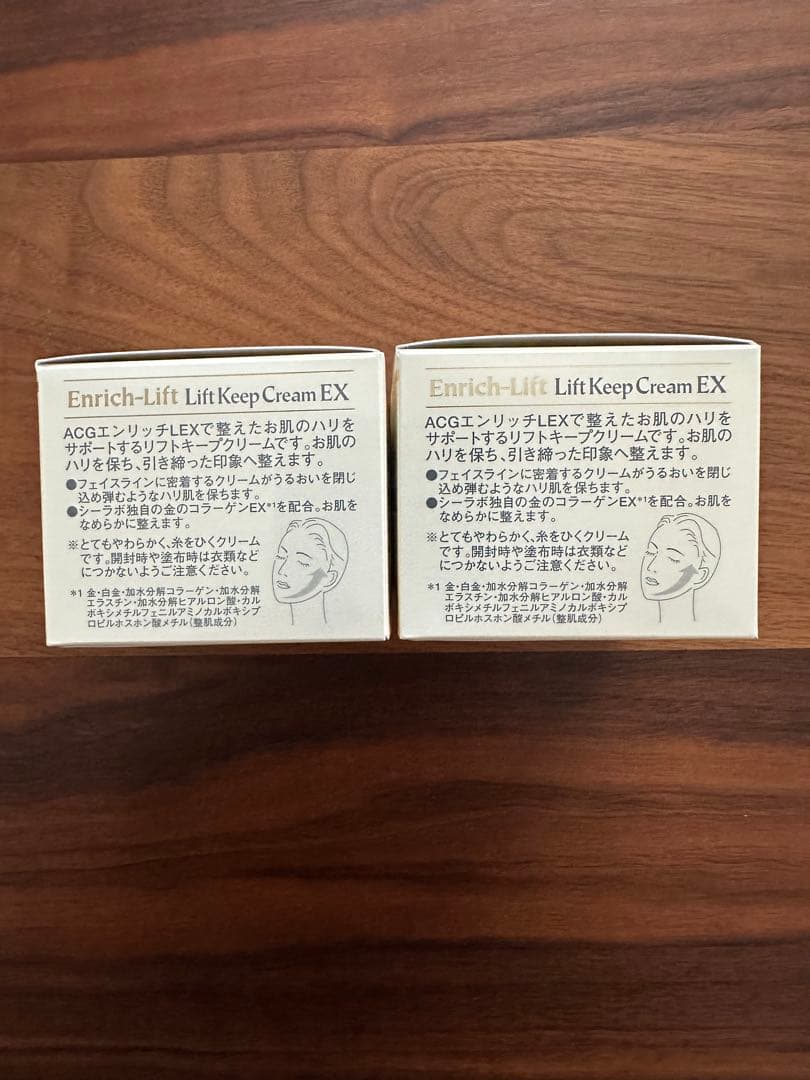 Enrich-Lift Lift Keep Cream EX
ACGエンリッチLEXで整えたお肌のハリを
サポートするリフトキープクリームです。お肌の
ハリを保ち、引き締った印象へ整えます。
●フェイスラインに密着するクリームがうるおいを閉じ
込め弾むようなハリ肌を保ちます。
●シーラボ独自の金のコラーゲンEX*1を配合。お肌を
なめらかに整えます。
※とてもやわらかく、糸をひくクリーム
です。開封時や塗布時は衣類など
につかないようご注意ください。
*1 金・白金・加水分解コラーゲン・加水分解
エラスチン・加水分解ヒアルロン酸・カル
ボキシメチルフェニルアミノカルボキシプ
ロピルホスホン酸メチル（整肌成分）
Enrich-Lift Lift Keep Cream EX
ACGエンリッチLEXで整えたお肌のハリを
サポートするリフトキープクリームです。お肌の
ハリを保ち、引き締った印象へ整えます。
●フェイスラインに密着するクリームがうるおいを閉じ
込め弾むようなハリ肌を保ちます。
●シーラボ独自の金のコラーゲンEX*1を配合。お肌を
なめらかに整えます。
※とてもやわらかく、糸をひくクリーム
です。開封時や塗布時は衣類など
につかないようご注意ください。
*1 金・白金・加水分解コラーゲン・加水分解
エラスチン・加水分解ヒアルロン酸・カル
ボキシメチルフェニルアミノカルボキシプ
ロピルホスホン酸メチル（整肌成分）